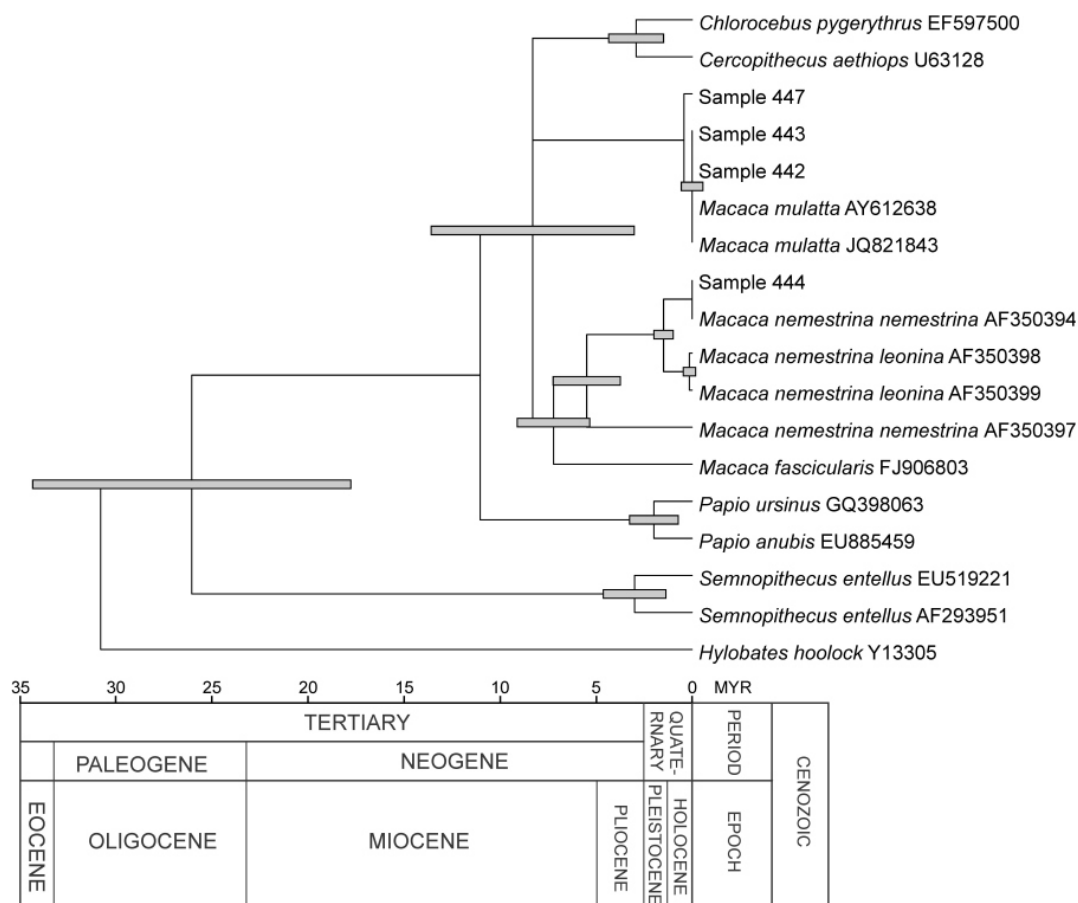 Chlorocebus pygerythrus EF597500
Cercopithecus aethiops U63128
Sample 447
Sample 443
Sample 442
Macaca mulatta AY612638
Macaca mulatta JQ821843
Sample 444
Macaca nemestrina nemestrina AF350394
Macaca nemestrina leonina AF350398
Macaca nemestrina leonina AF350399
Macaca nemestrina nemestrina AF350397
Macaca fascicularis FJ906803
Papio ursinus GQ398063
Papio anubis EU885459
Semnopithecus entellus EU519221
Semnopithecus entellus AF293951
Hylobates hoolock Y13305
35 30 25 20 15 10 5 0 MYR
TERTIARY
QUATE-
RNARY
PERIOD
CENOZOIC
PALEOGENE
NEOGENE
EOCENE
OLIGOCENE
MIOCENE
PLIOCENE
PLEISTOCENE
HOLOCENE
EPOCH